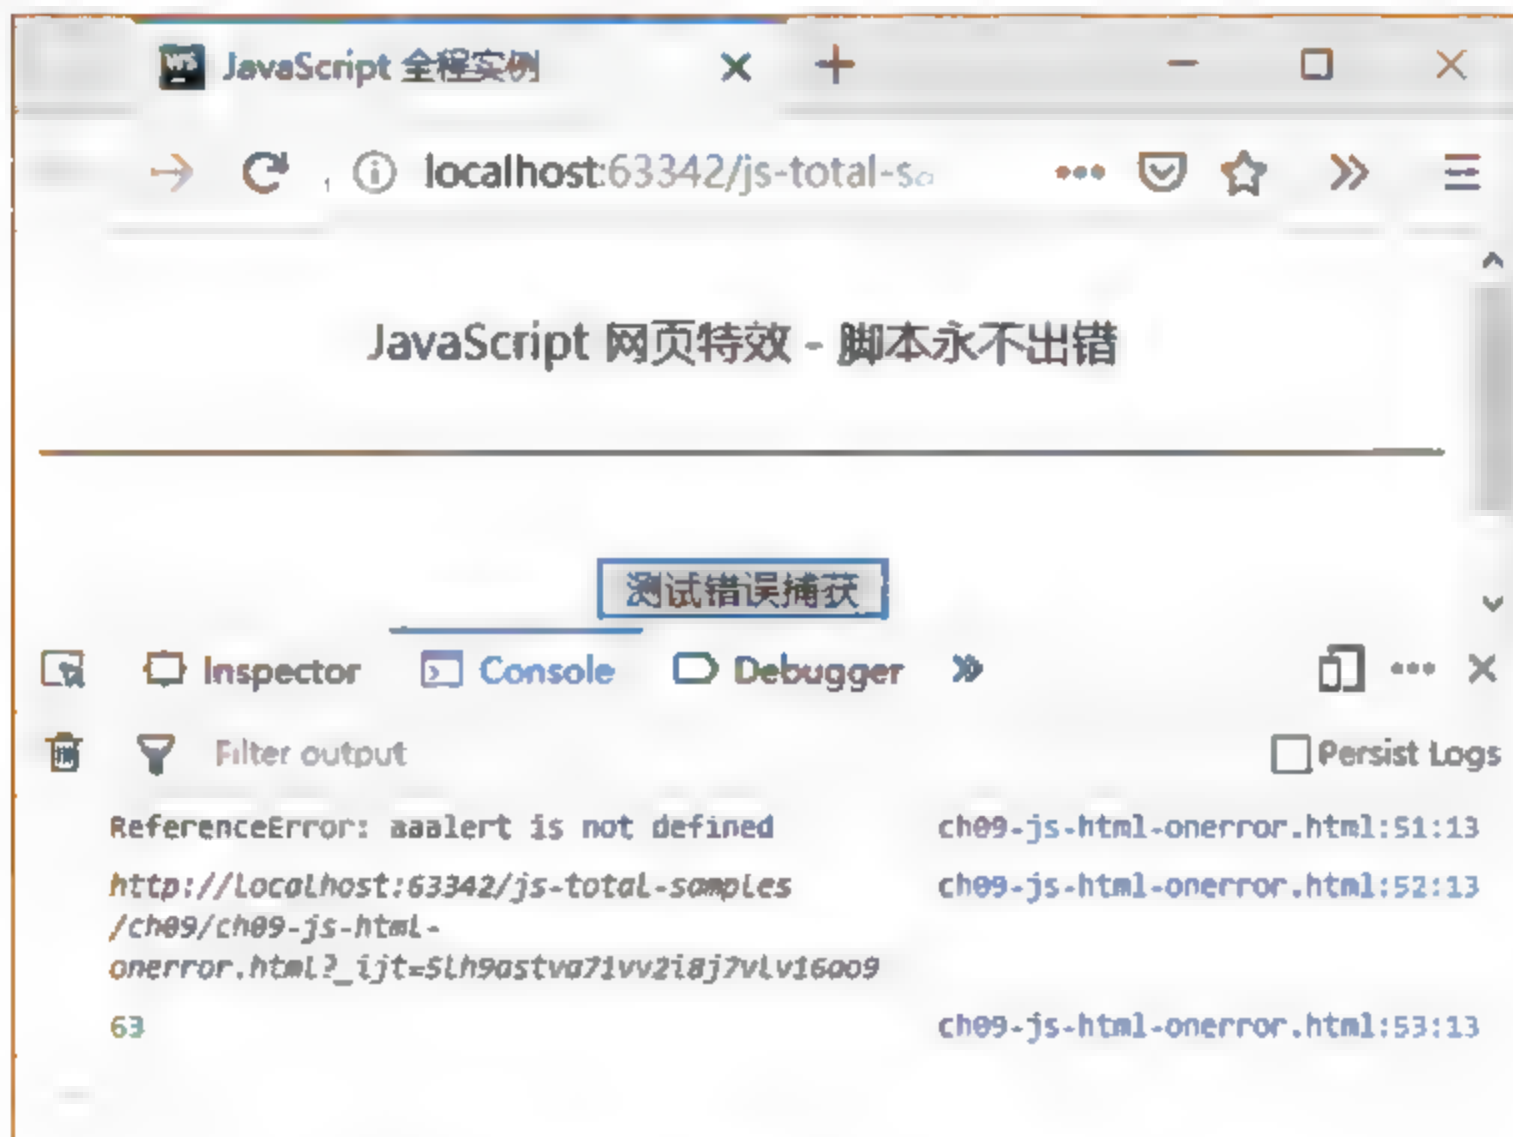 JavaScript 全程实例
localhost:63342/js-total-sa
JavaScript 网页特效 - 脚本永不出错
测试错误捕获
Inspector Console Debugger
Filter output Persist Logs
ReferenceError: aaalert is not defined ch09-js-html-onerror.html:51:13
http://localhost:63342/js-total-samples ch09-js-html-onerror.html:52:13
/ch09/ch09-js-html-
onerror.html?_ijt=
63 ch09-js-html-onerror.html:53:13